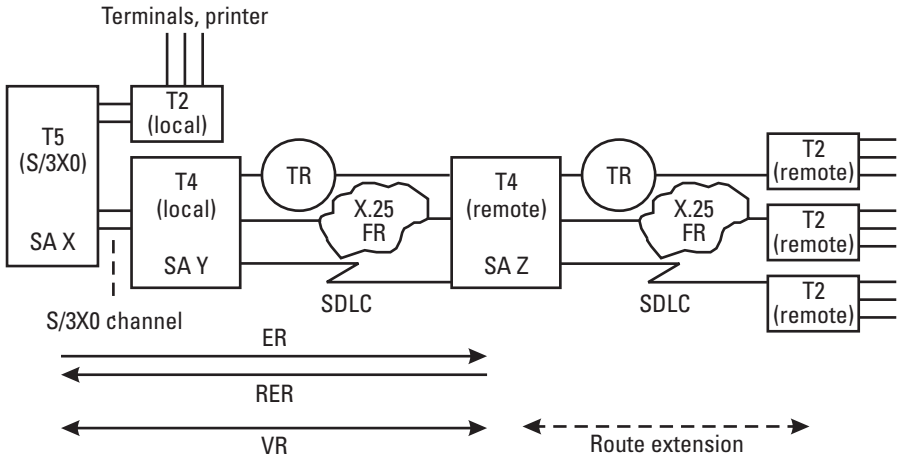 Terminals, printer
T2
(local)
T5
(S/3X0)
SA X
T4
(local)
SA Y
TR
X.25
FR
SDLC
T4
(remote)
SA Z
TR
X.25
FR
SDLC
T2
(remote)
T2
(remote)
T2
(remote)
S/3X0 channel
ER
RER
VR
Route extension